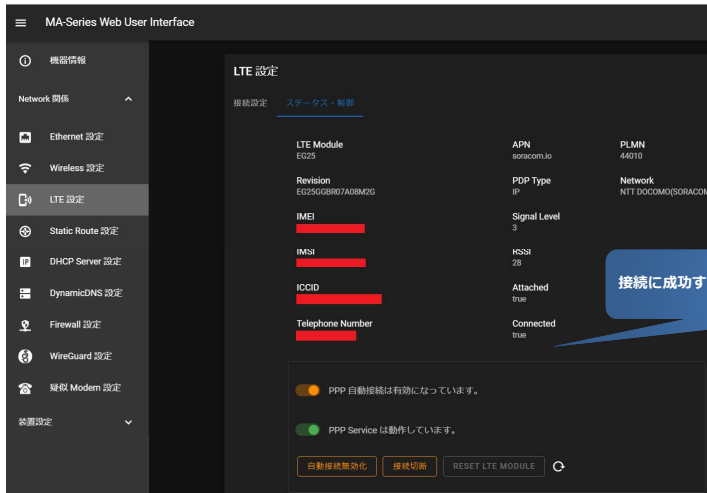 MA-Series Web User Interface
機器情報
Network 関係
Ethernet 設定
Wireless 設定
LTE 設定
Static Route 設定
DHCP Server 設定
DynamicDNS 設定
Firewall 設定
WireGuard 設定
疑似 Modem 設定
装置設定
LTE 設定
接続設定 ステータス・制御
LTE Module APN PLMN
EG25 soracom.io 44010
Revision PDP Type Network
EG25GGBR07A08M2G IP NTT DOCOMO(SORACOM
IMEI Signal Level
3
IMSI RSSI
28
ICCID Attached
true
Telephone Number Connected
true
接続に成功す
PPP 自動接続は有効になっています。
PPP Service は動作しています。
自動接続無効化 接続切断 RESET LTE MODULE